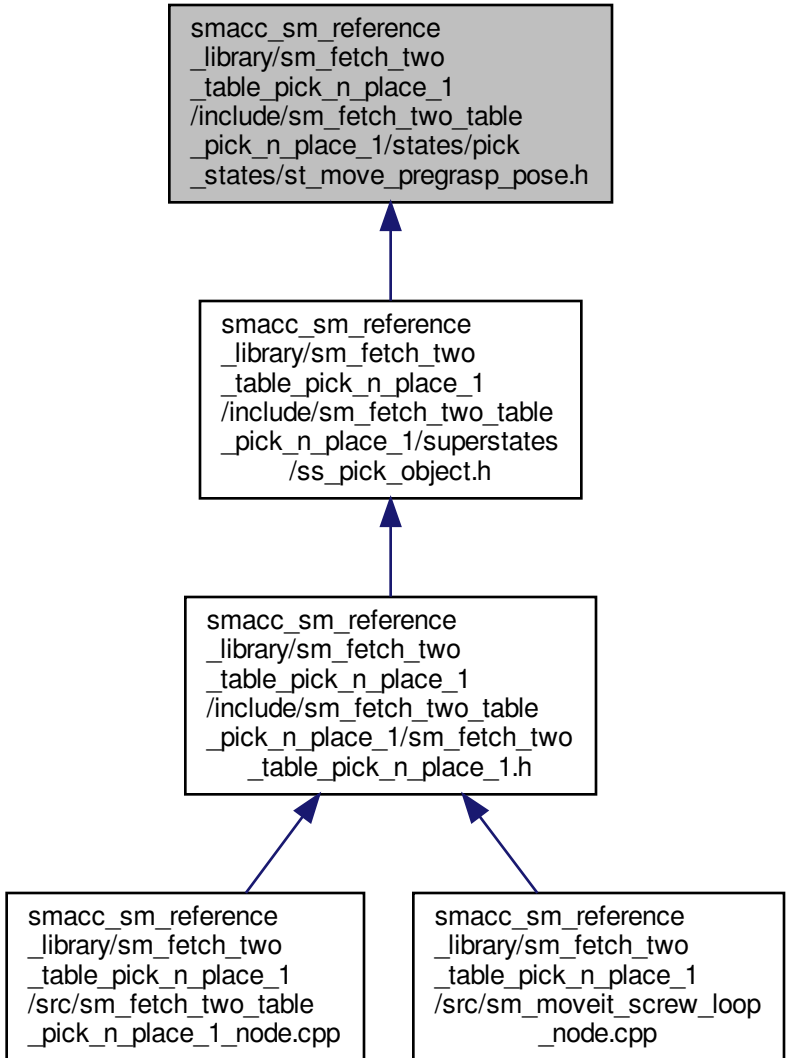 smacc_sm_reference
_library/sm_fetch_two
_table_pick_n_place_1
/include/sm_fetch_two_table
_pick_n_place_1/states/pick
_states/st_move_pregrasp_pose.h
smacc_sm_reference
_library/sm_fetch_two
_table_pick_n_place_1
/include/sm_fetch_two_table
_pick_n_place_1/superstates
/ss_pick_object.h
smacc_sm_reference
_library/sm_fetch_two
_table_pick_n_place_1
/include/sm_fetch_two_table
_pick_n_place_1/sm_fetch_two
_table_pick_n_place_1.h
smacc_sm_reference
_library/sm_fetch_two
_table_pick_n_place_1
/src/sm_fetch_two_table
_pick_n_place_1_node.cpp
smacc_sm_reference
_library/sm_fetch_two
_table_pick_n_place_1
/src/sm_moveit_screw_loop
_node.cpp